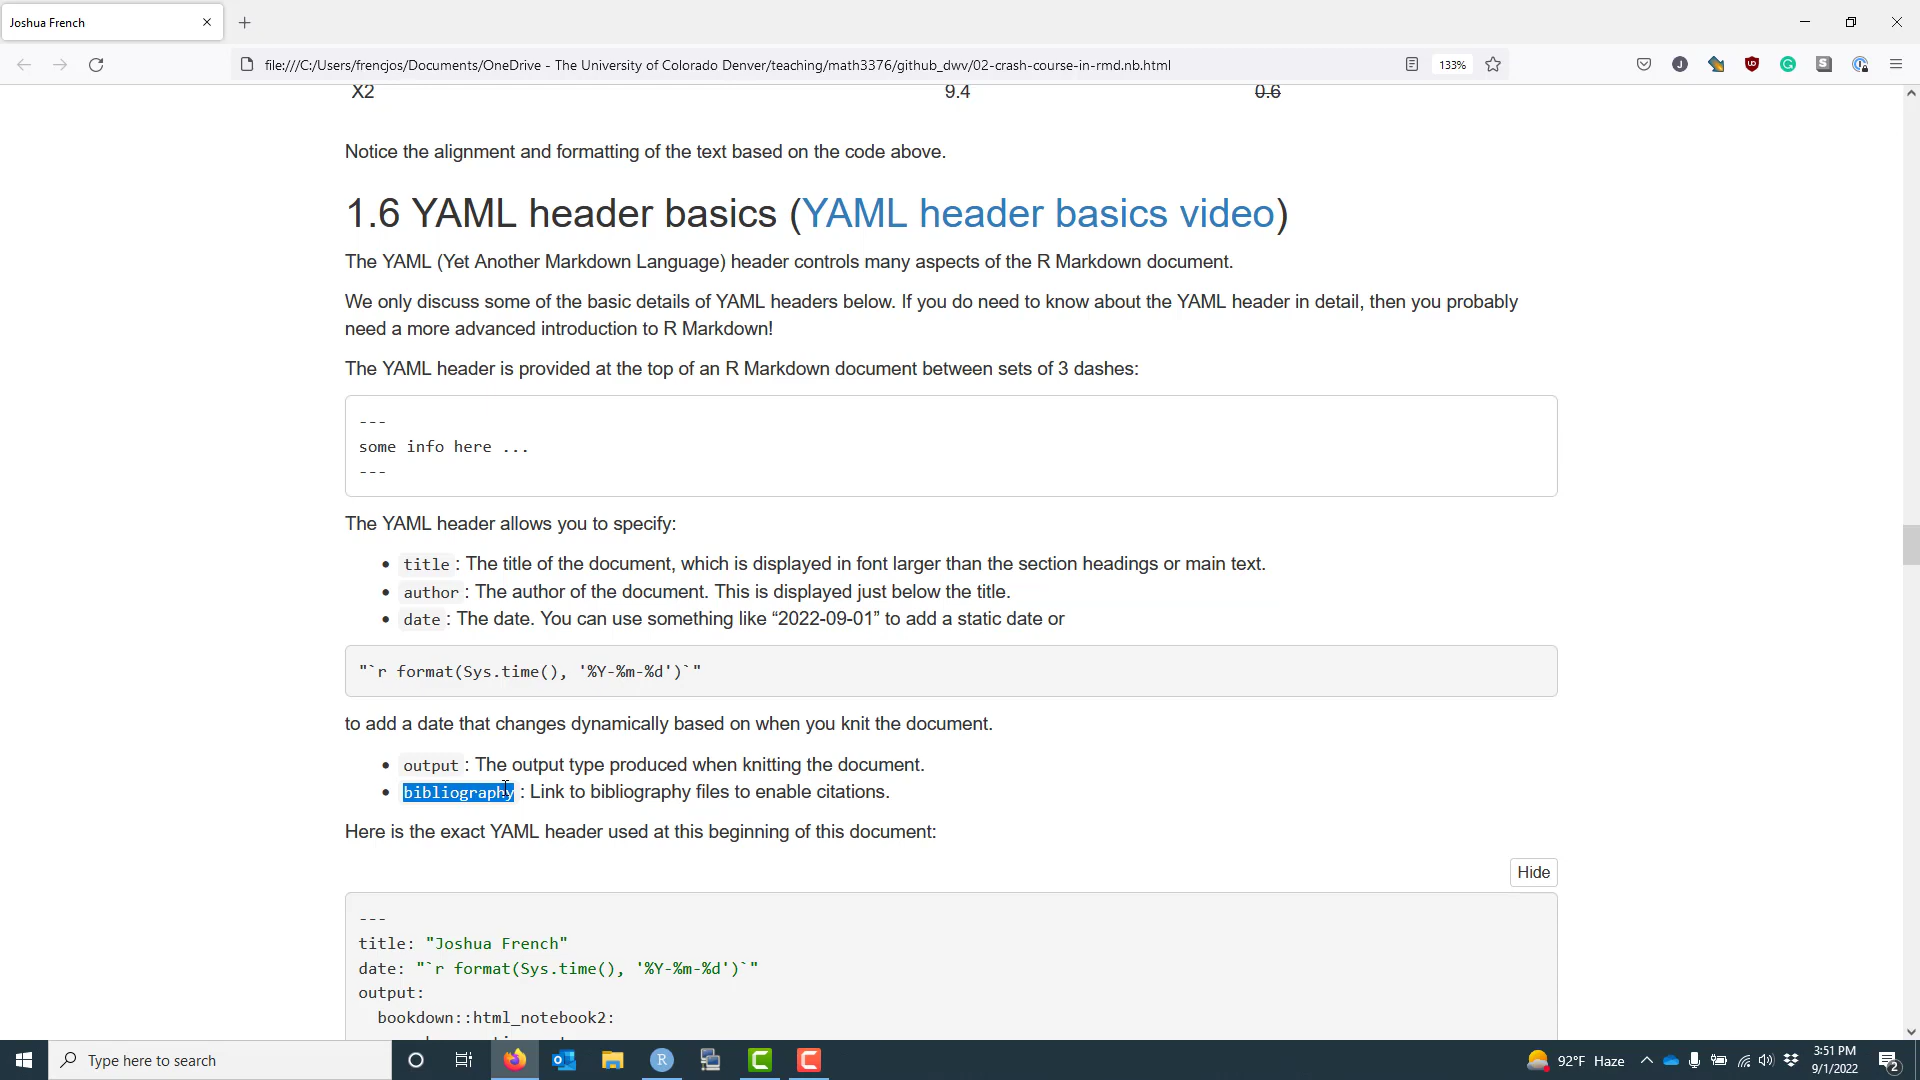 Joshua French
file:///C:/Users/frencjos/Documents/OneDrive - The University of Colorado Denver/teaching/math3376/github_dwv/02-crash-course-in-rmd.nb.html
133%
X2 9.4 0.6
Notice the alignment and formatting of the text based on the code above.
1.6 YAML header basics (YAML header basics video)
The YAML (Yet Another Markdown Language) header controls many aspects of the R Markdown document.
We only discuss some of the basic details of YAML headers below. If you do need to know about the YAML header in detail, then you probably
need a more advanced introduction to R Markdown!
The YAML header is provided at the top of an R Markdown document between sets of 3 dashes:
---
some info here ...
---
The YAML header allows you to specify:
• title : The title of the document, which is displayed in font larger than the section headings or main text.
• author : The author of the document. This is displayed just below the title.
• date : The date. You can use something like “2022-09-01” to add a static date or
"`r format(Sys.time(), '%Y-%m-%d')`"
to add a date that changes dynamically based on when you knit the document.
• output : The output type produced when knitting the document.
• bibliography : Link to bibliography files to enable citations.
Here is the exact YAML header used at this beginning of this document:
Hide
---
title: "Joshua French"
date: "`r format(Sys.time(), '%Y-%m-%d')`"
output:
bookdown::html_notebook2:
Type here to search
92°F Haze
3:51 PM
9/1/2022
2